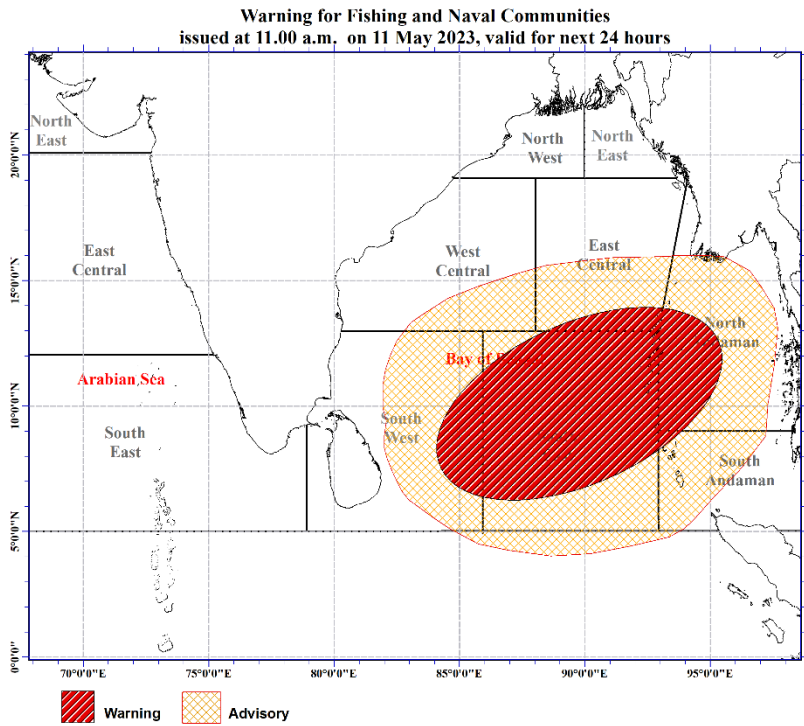 Warning for Fishing and Naval Communities
issued at 11.00 a.m. on 11 May 2023, valid for next 24 hours
North
East
North
West
North
East
East
Central
West
Central
East
Central
North
Andaman
Arabian Sea
Bay of Bengal
South
East
South
West
South
Andaman
20°0'0"N
15°0'0"N
10°0'0"N
5°0'0"N
0°0'0"
70°0'0"E
75°0'0"E
80°0'0"E
85°0'0"E
90°0'0"E
95°0'0"E
Warning
Advisory